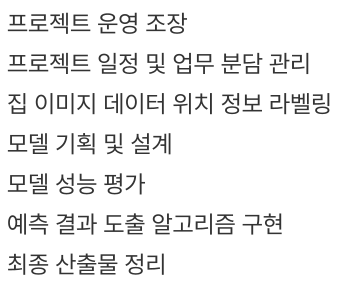 프로젝트 운영 조장
프로젝트 일정 및 업무 분담 관리
집 이미지 데이터 위치 정보 라벨링
모델 기획 및 설계
모델 성능 평가
예측 결과 도출 알고리즘 구현
최종 산출물 정리